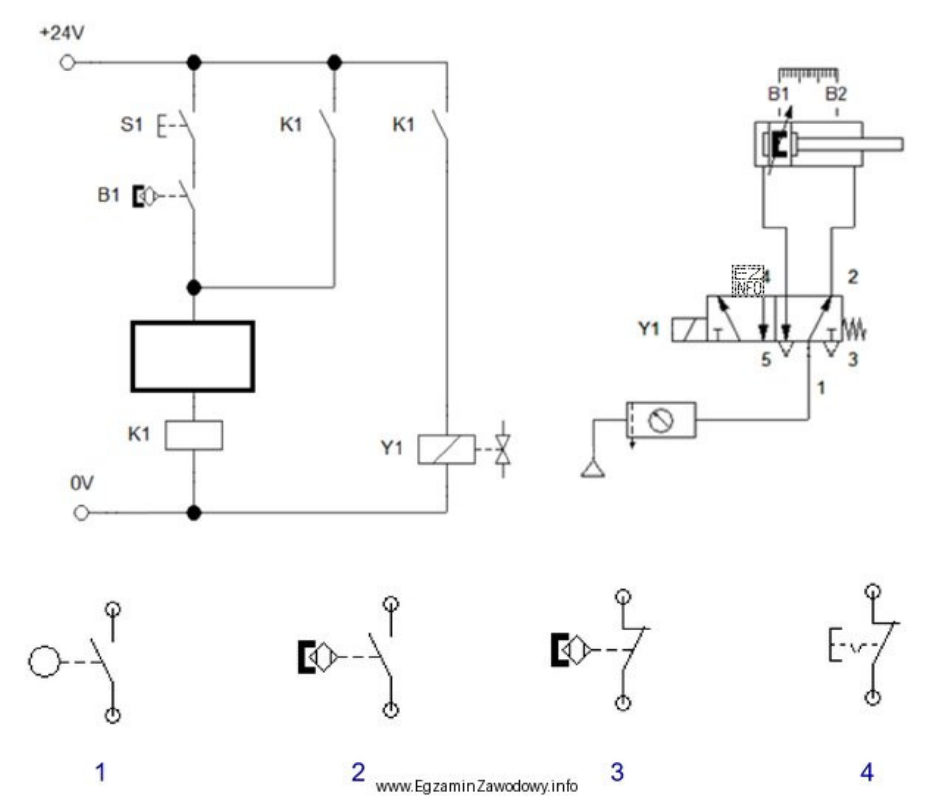 +24V
S1
K1
K1
B1
K1
Y1
0V
B1 B2
EZ
INFO
4
2
Y1
5
3
1
1
2
3
4
www.EgzaminZawodowy.info